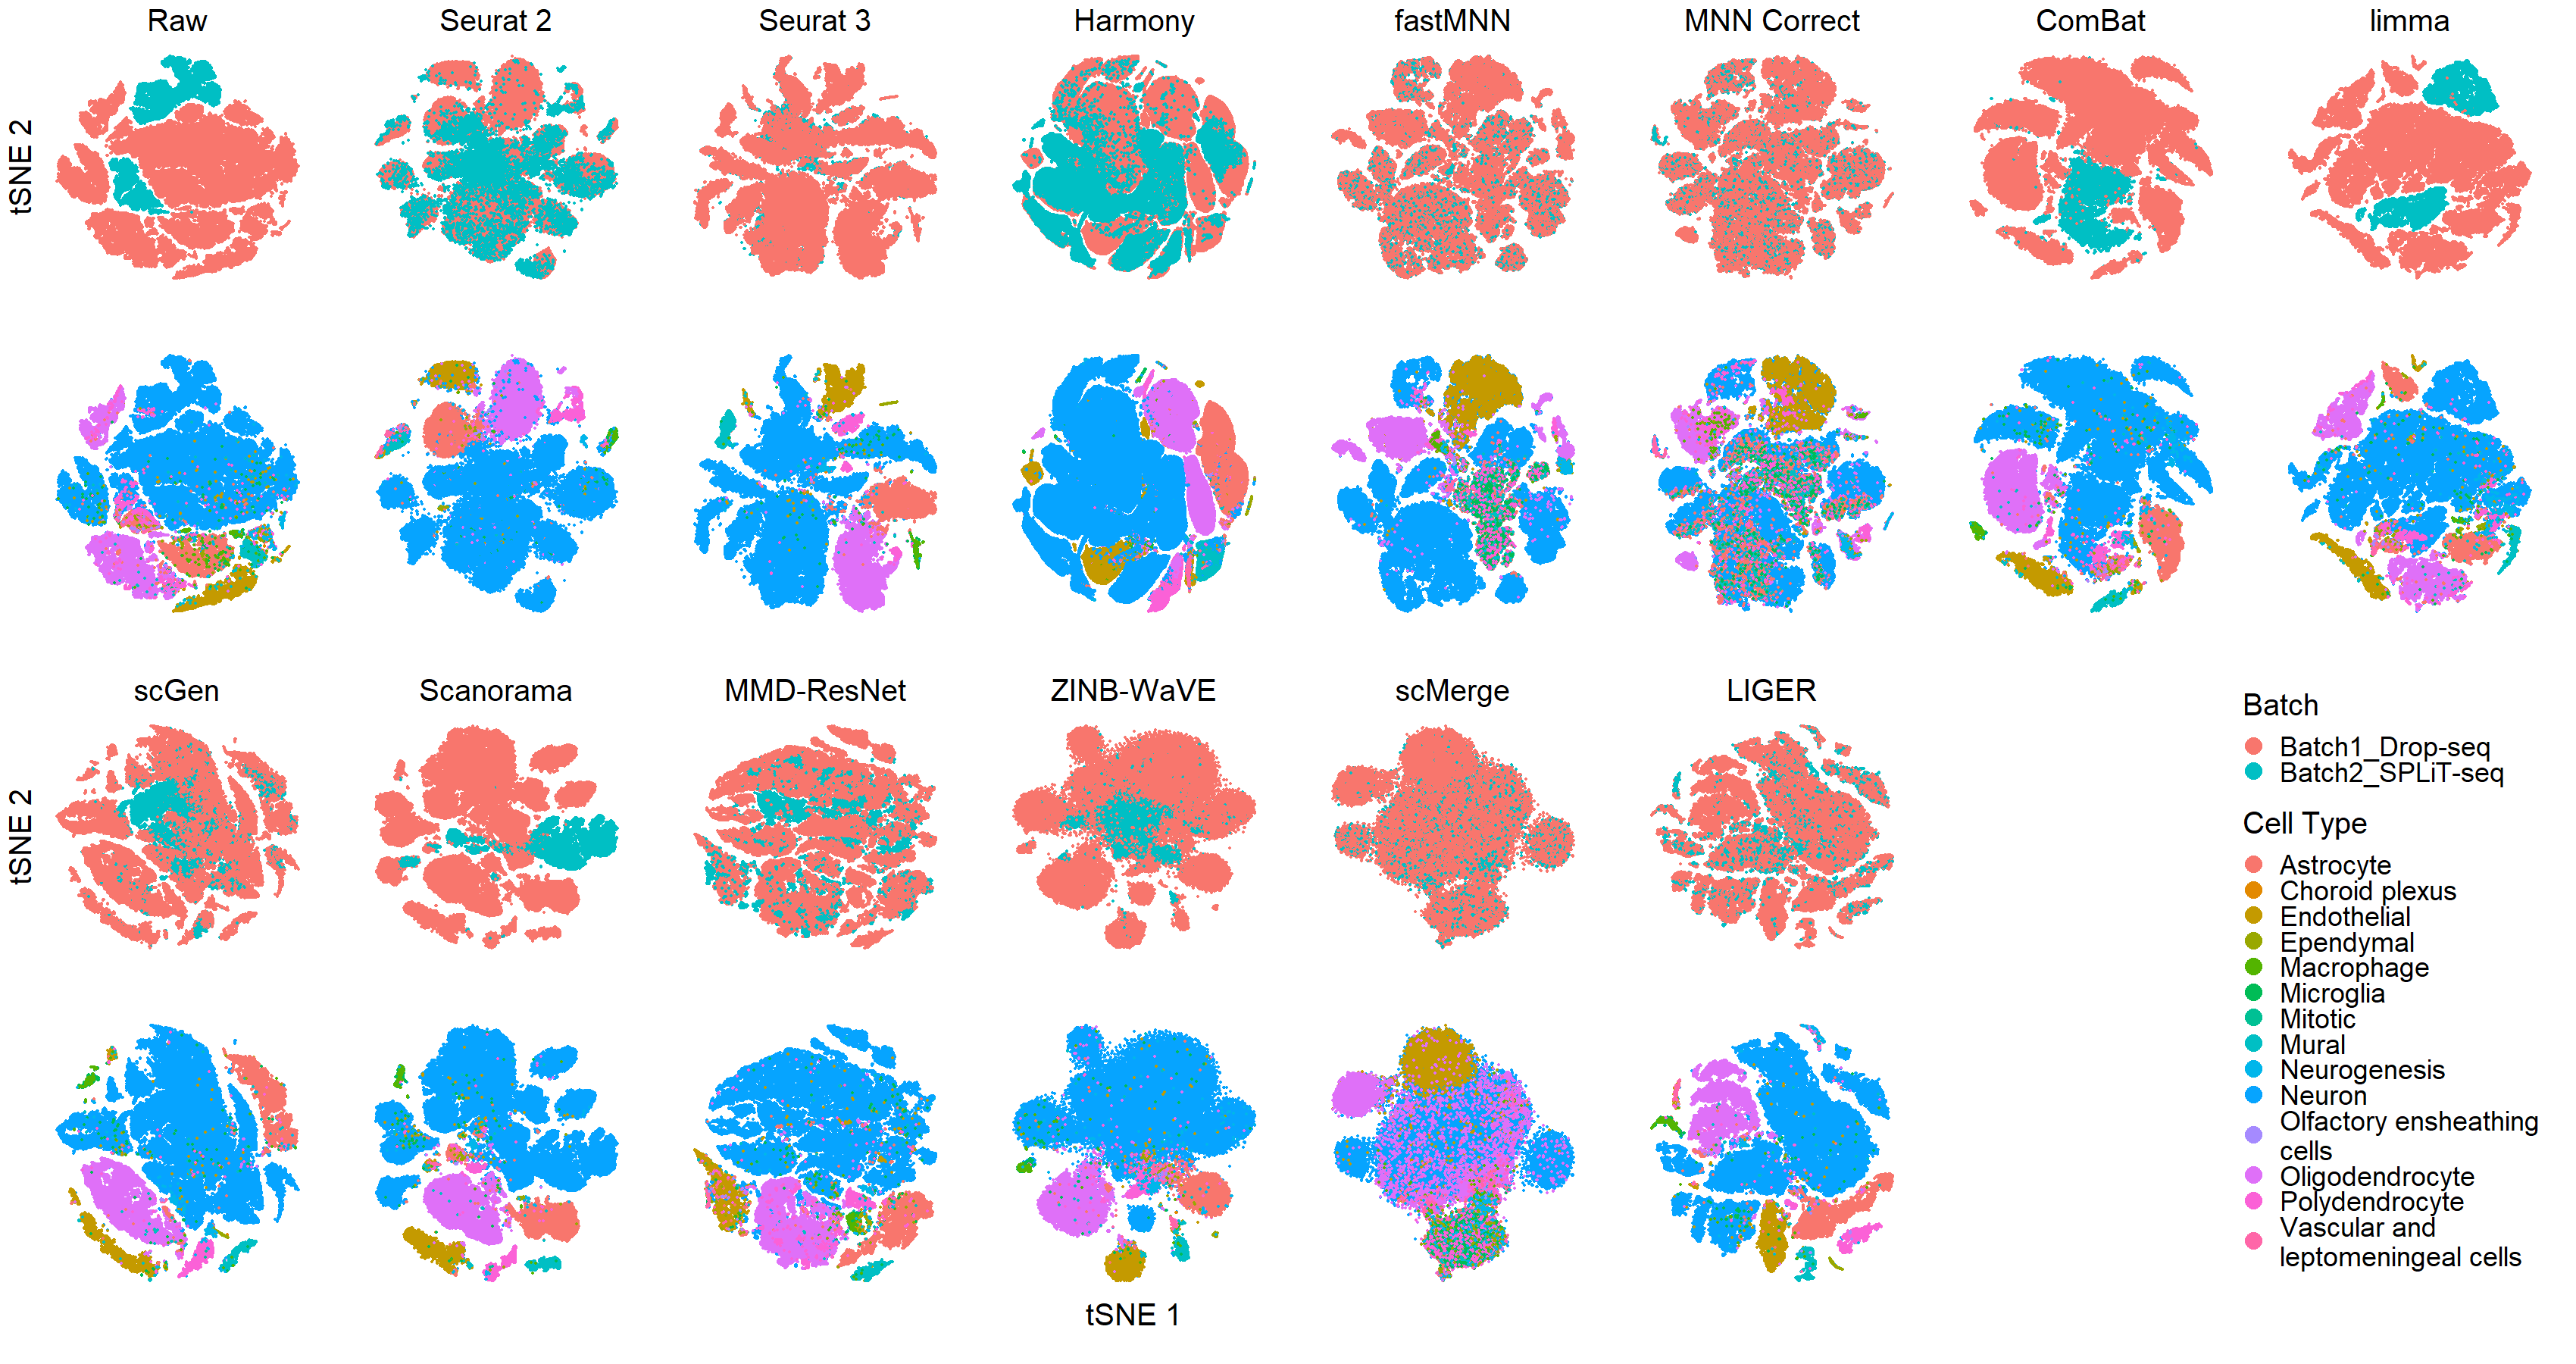 Raw
Seurat 2
Seurat 3
Harmony
fastMNN
MNN Correct
ComBat
limma
tSNE 2
scGen
Scanorama
MMD-ResNet
ZINB-WaVE
scMerge
LIGER
tSNE 2
tSNE 1
Batch
Batch1_Drop-seq
Batch2_SPLiT-seq
Cell Type
Astrocyte
Choroid plexus
Endothelial
Ependymal
Macrophage
Microglia
Mitotic
Mural
Neurogenesis
Neuron
Olfactory ensheathing
cells
Oligodendrocyte
Polydendrocyte
Vascular and
leptomeningeal cells